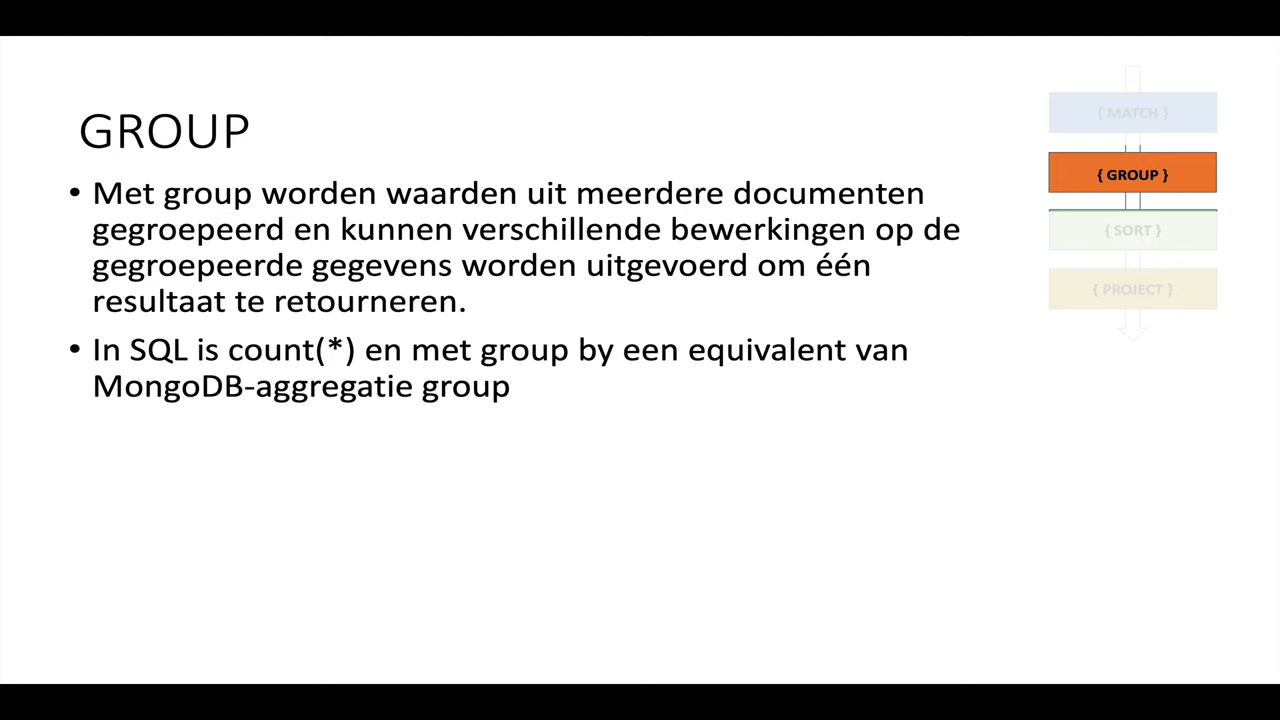 GROUP
• Met group worden waarden uit meerdere documenten
gegroepeerd en kunnen verschillende bewerkingen op de
gegroepeerde gegevens worden uitgevoerd om één
resultaat te retourneren.
• In SQL is count(*) en met group by een equivalent van
MongoDB-aggregatie group
{ MATCH }
{ GROUP }
{ SORT }
{ PROJECT }